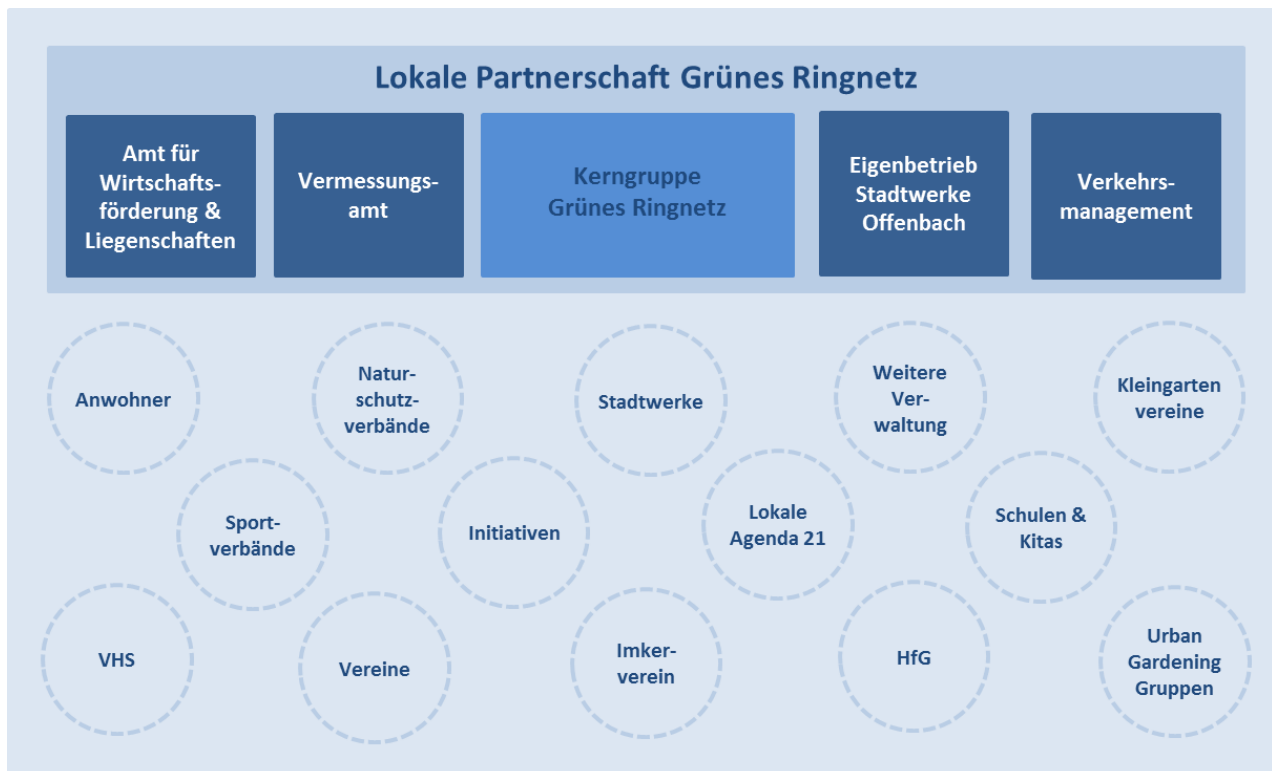 Lokale Partnerschaft Grünes Ringnetz
Amt für
Wirtschafts-
förderung &
Liegenschaften
Vermessungs-
amt
Kerngruppe
Grünes Ringnetz
Eigenbetrieb
Stadtwerke
Offenbach
Verkehrs-
management
Anwohner
Natur-
schutz-
verbände
Stadtwerke
Weitere
Ver-
waltung
Kleingarten
vereine
Sport-
verbände
Initiativen
Lokale
Agenda 21
Schulen &
Kitas
VHS
Vereine
Imker-
verein
HfG
Urban
Gardening
Gruppen